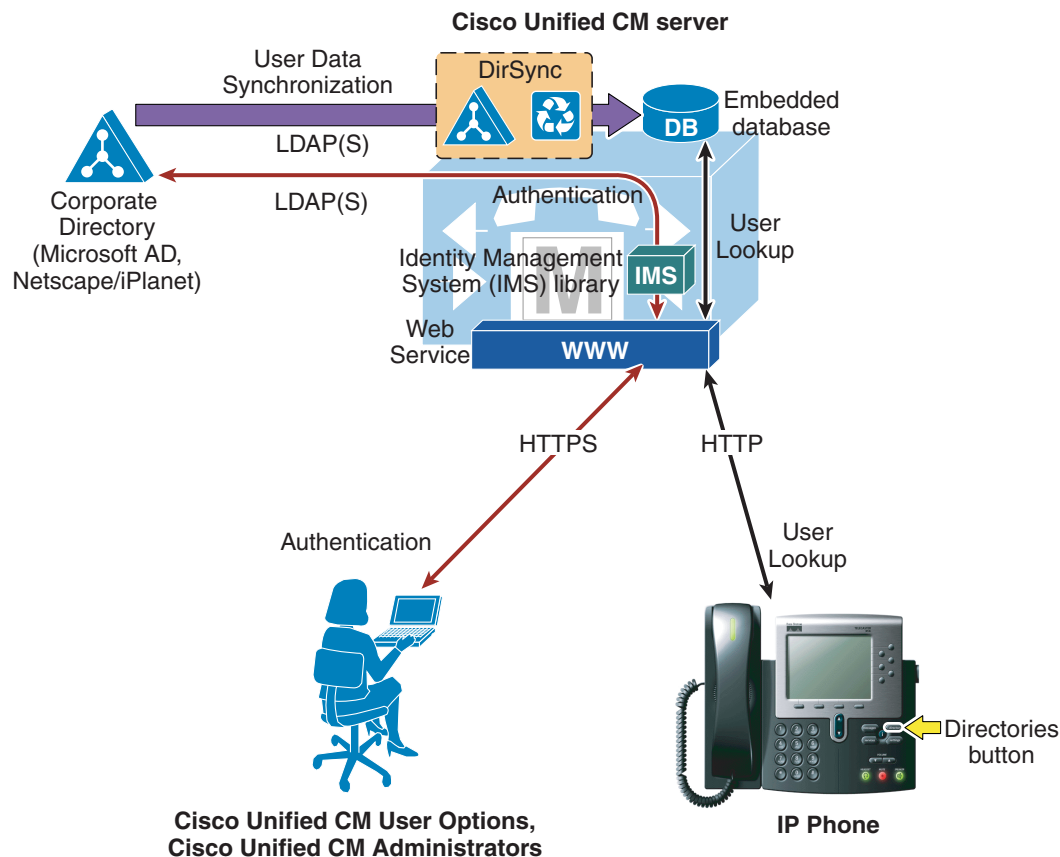 Cisco Unified CM server
User Data
Synchronization
DirSync
LDAP(S)
DB
Embedded
database
LDAP(S)
Authentication
User
Lookup
Corporate
Directory
(Microsoft AD,
Netscape/iPlanet)
Identity Management
System (IMS) library
M
IMS
Web
Service
WWW
HTTPS
HTTP
Authentication
User
Lookup
Directories
button
Cisco Unified CM User Options,
Cisco Unified CM Administrators
IP Phone